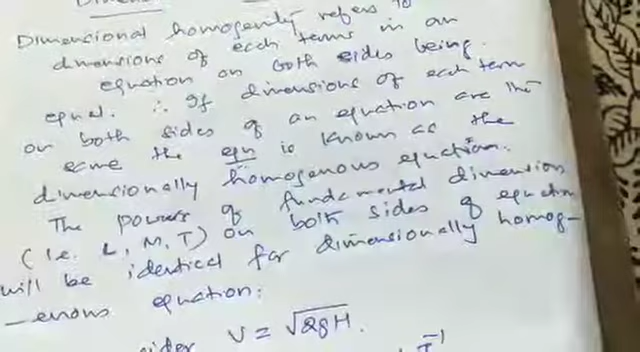 Dimensional homogenity refers to
dimensions of each terms in an
equation on both sides being
equal. ∴ If dimensions of each term
on both sides of an equation are the
same the eqn is known as the
dimensionally homogenous equation.
The powers of fundamental dimension
(i.e. L, M, T) on both sides of equation
will be identical for dimensionally homog-
-enous equation:
V = √2gH.
T⁻¹